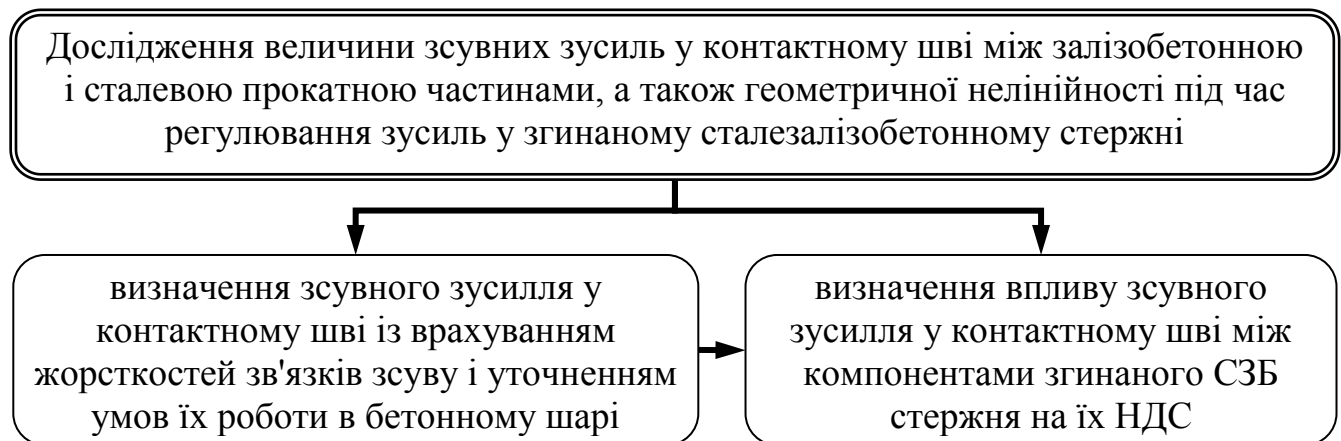 Дослідження величини зсувних зусиль у контактному шві між залізобетонною
і сталевою прокатною частинами, а також геометричної нелінійності під час
регулювання зусиль у згинаному сталезалізобетонному стержні
визначення зсувного зусилля у
контактному шві із врахуванням
жорсткостей зв'язків зсуву і уточненням
умов їх роботи в бетонному шарі
визначення впливу зсувного
зусилля у контактному шві між
компонентами згинаного СЗБ
стержня на їх НДС